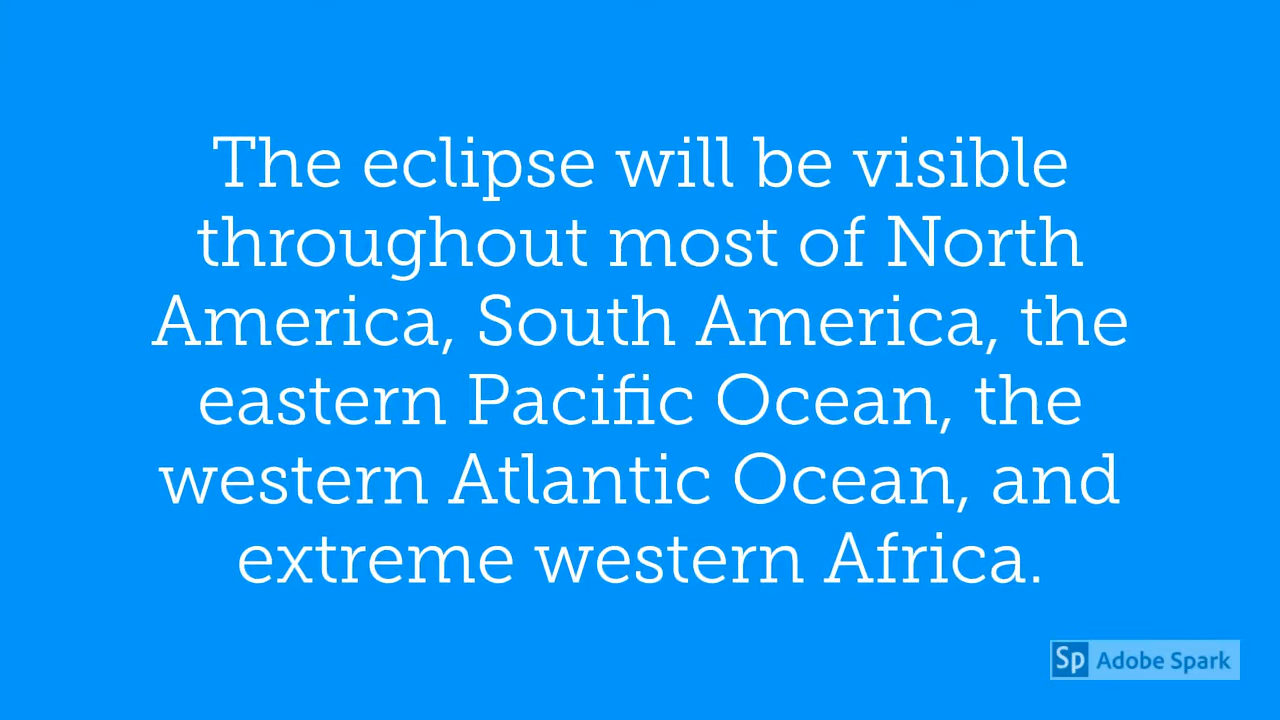 The eclipse will be visible
throughout most of North
America, South America, the
eastern Pacific Ocean, the
western Atlantic Ocean, and
extreme western Africa.
Sp Adobe Spark